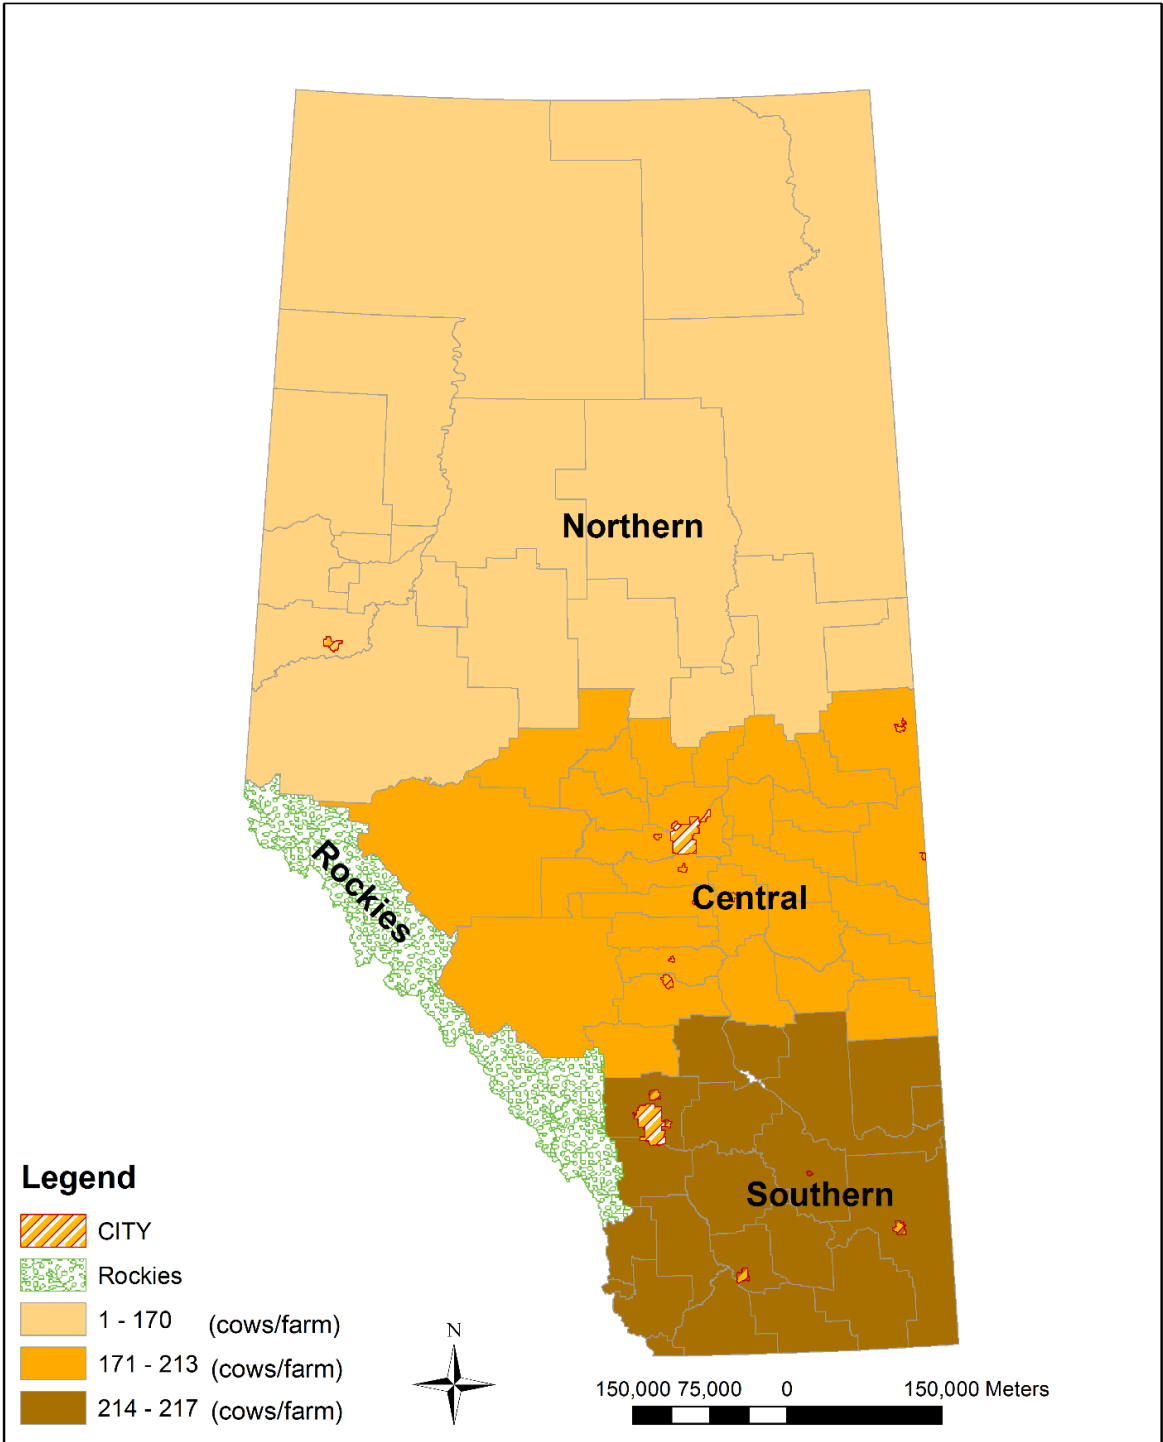 Northern
Rockies
Central
Southern
Legend
CITY
Rockies
1 - 170 (cows/farm)
171 - 213 (cows/farm)
214 - 217 (cows/farm)
N
150,000 75,000 0 150,000 Meters